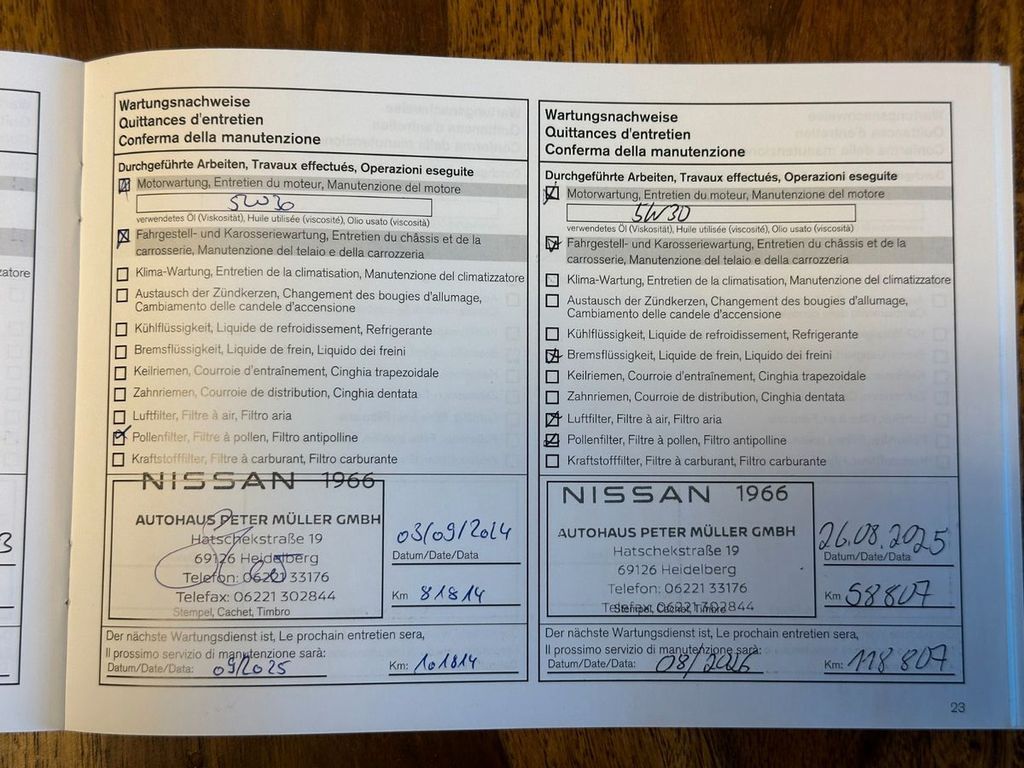 Wartungsnachweise
Quittances d'entretien
Conferma della manutenzione
Durchgeführte Arbeiten, Travaux effectués, Operazioni eseguite
Motorwartung, Entretien du moteur, Manutenzione del motore
5W30
verwendetes Öl (Viskosität), Huile utilisée (viscosité), Olio usato (viscosità)
Fahrgestell- und Karosseriewartung, Entretien du châssis et de la
carrosserie, Manutenzione del telaio e della carrozzeria
Klima-Wartung, Entretien de la climatisation, Manutenzione del climatizzatore
Austausch der Zündkerzen, Changement des bougies d'allumage,
Cambiamento delle candele d'accensione
Kühlflüssigkeit, Liquide de refroidissement, Refrigerante
Bremsflüssigkeit, Liquide de frein, Liquido dei freini
Keilriemen, Courroie d'entraînement, Cinghia trapezoidale
Zahnriemen, Courroie de distribution, Cinghia dentata
Luftfilter, Filtre à air, Filtro aria
Pollenfilter, Filtre à pollen, Filtro antipolline
Kraftstofffilter, Filtre à carburant, Filtro carburante
NISSAN 1966
AUTOHAUS PETER MÜLLER GMBH
Hatschekstraße 19
69126 Heidelberg
Telefon: 06221 33176
Telefax: 06221 302844
Stempel, Cachet, Timbro
03/09/2024
Datum/Date/Data
Km 81814
Der nächste Wartungsdienst ist, Le prochain entretien sera,
Il prossimo servizio di manutenzione sarà:
Datum/Date/Data: 09/2025 Km: 101814
Wartungsnachweise
Quittances d'entretien
Conferma della manutenzione
Durchgeführte Arbeiten, Travaux effectués, Operazioni eseguite
Motorwartung, Entretien du moteur, Manutenzione del motore
5W30
verwendetes Öl (Viskosität), Huile utilisée (viscosité), Olio usato (viscosità)
Fahrgestell- und Karosseriewartung, Entretien du châssis et de la
carrosserie, Manutenzione del telaio e della carrozzeria
Klima-Wartung, Entretien de la climatisation, Manutenzione del climatizzatore
Austausch der Zündkerzen, Changement des bougies d'allumage,
Cambiamento delle candele d'accensione
Kühlflüssigkeit, Liquide de refroidissement, Refrigerante
Bremsflüssigkeit, Liquide de frein, Liquido dei freini
Keilriemen, Courroie d'entraînement, Cinghia trapezoidale
Zahnriemen, Courroie de distribution, Cinghia dentata
Luftfilter, Filtre à air, Filtro aria
Pollenfilter, Filtre à pollen, Filtro antipolline
Kraftstofffilter, Filtre à carburant, Filtro carburante
NISSAN 1966
AUTOHAUS PETER MÜLLER GMBH
Hatschekstraße 19
69126 Heidelberg
Telefon: 06221 33176
Telefax: 06221 302844
Stempel, Cachet, Timbro
26.08.2025
Datum/Date/Data
Km 58807
Der nächste Wartungsdienst ist, Le prochain entretien sera,
Il prossimo servizio di manutenzione sarà:
Datum/Date/Data: 08/2026 Km: 118807
23